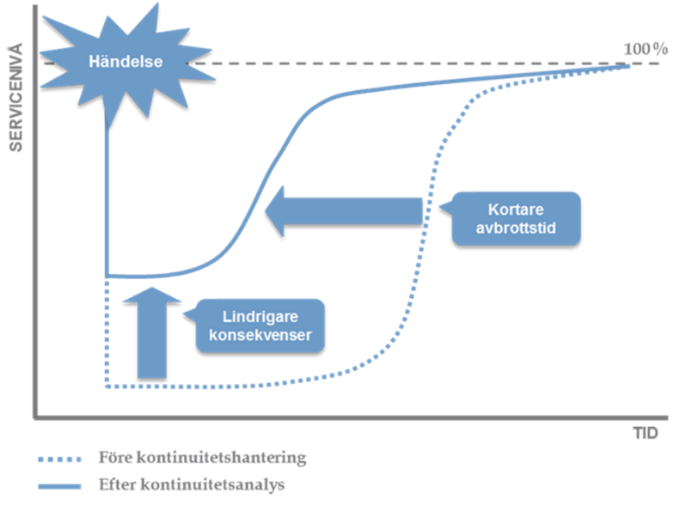 Händelse
100%
SERVICENIVÅ
Kortare
avbrottstid
Lindrigare
konsekvenser
TID
Före kontinuitetshantering
Efter kontinuitetsanalys